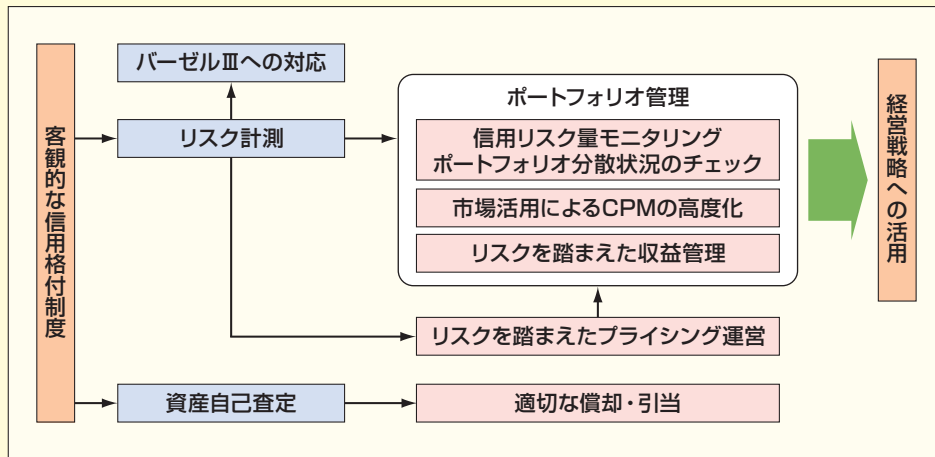 客観的な信用格付制度
バーゼルⅢへの対応
リスク計測
ポートフォリオ管理
信用リスク量モニタリング
ポートフォリオ分散状況のチェック
市場活用によるCPMの高度化
リスクを踏まえた収益管理
リスクを踏まえたプライシング運営
資産自己査定
適切な償却・引当
経営戦略への活用